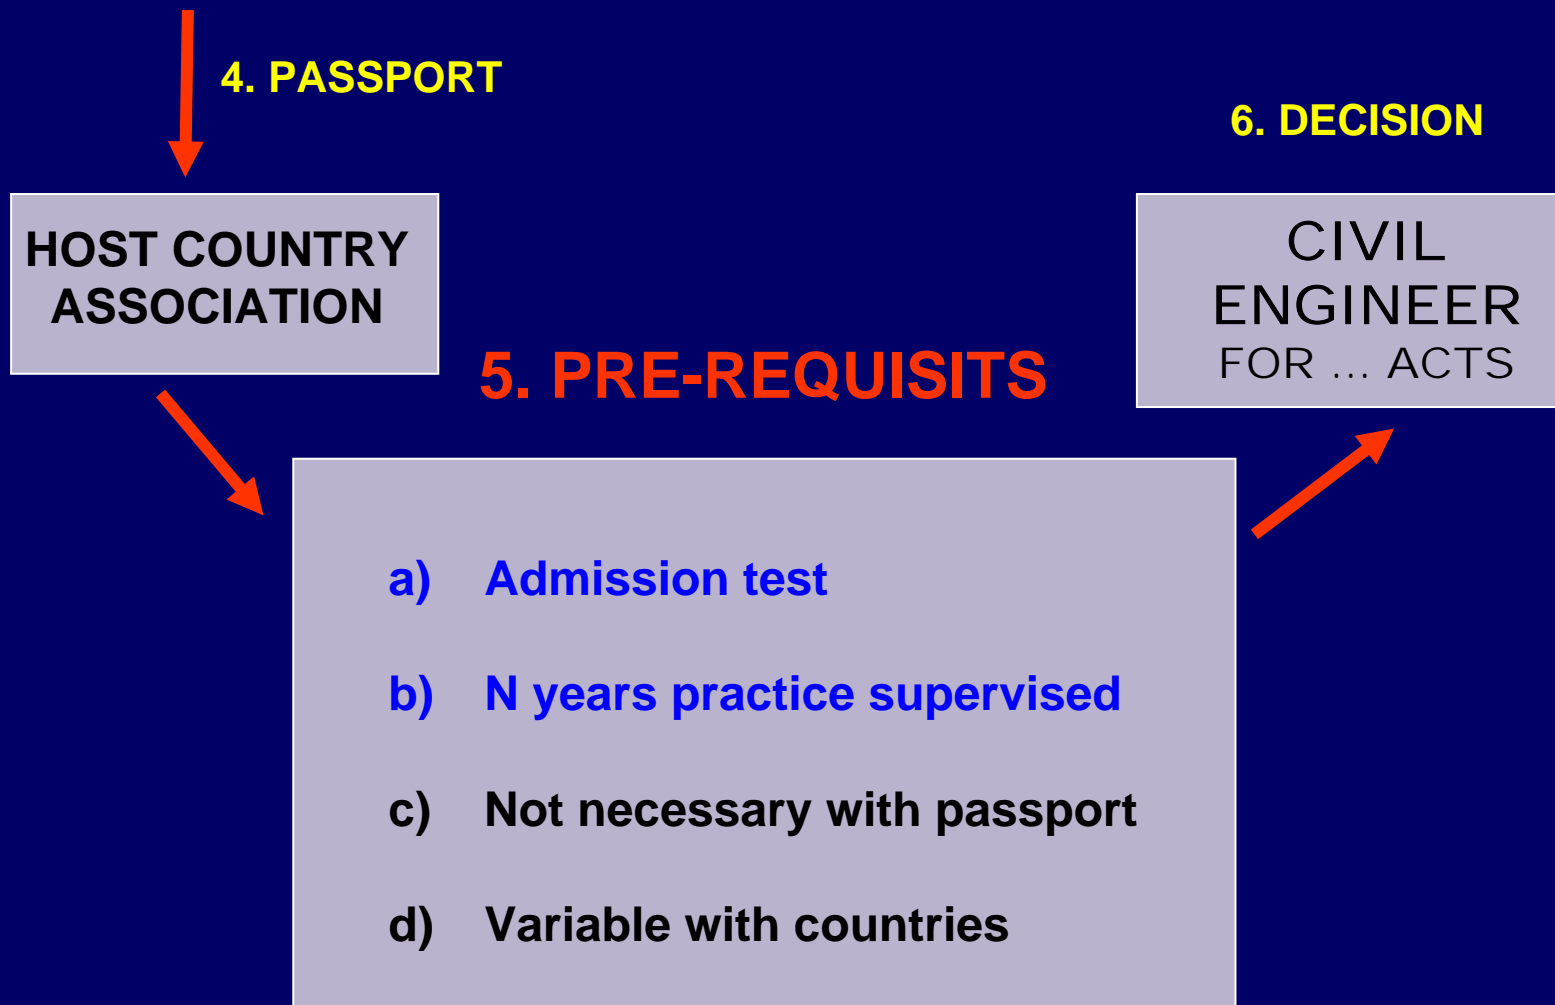 4. PASSPORT
6. DECISION
HOST COUNTRY
ASSOCIATION
CIVIL
ENGINEER
FOR ... ACTS
5. PRE-REQUISITS
a) Admission test
b) N years practice supervised
c) Not necessary with passport
d) Variable with countries